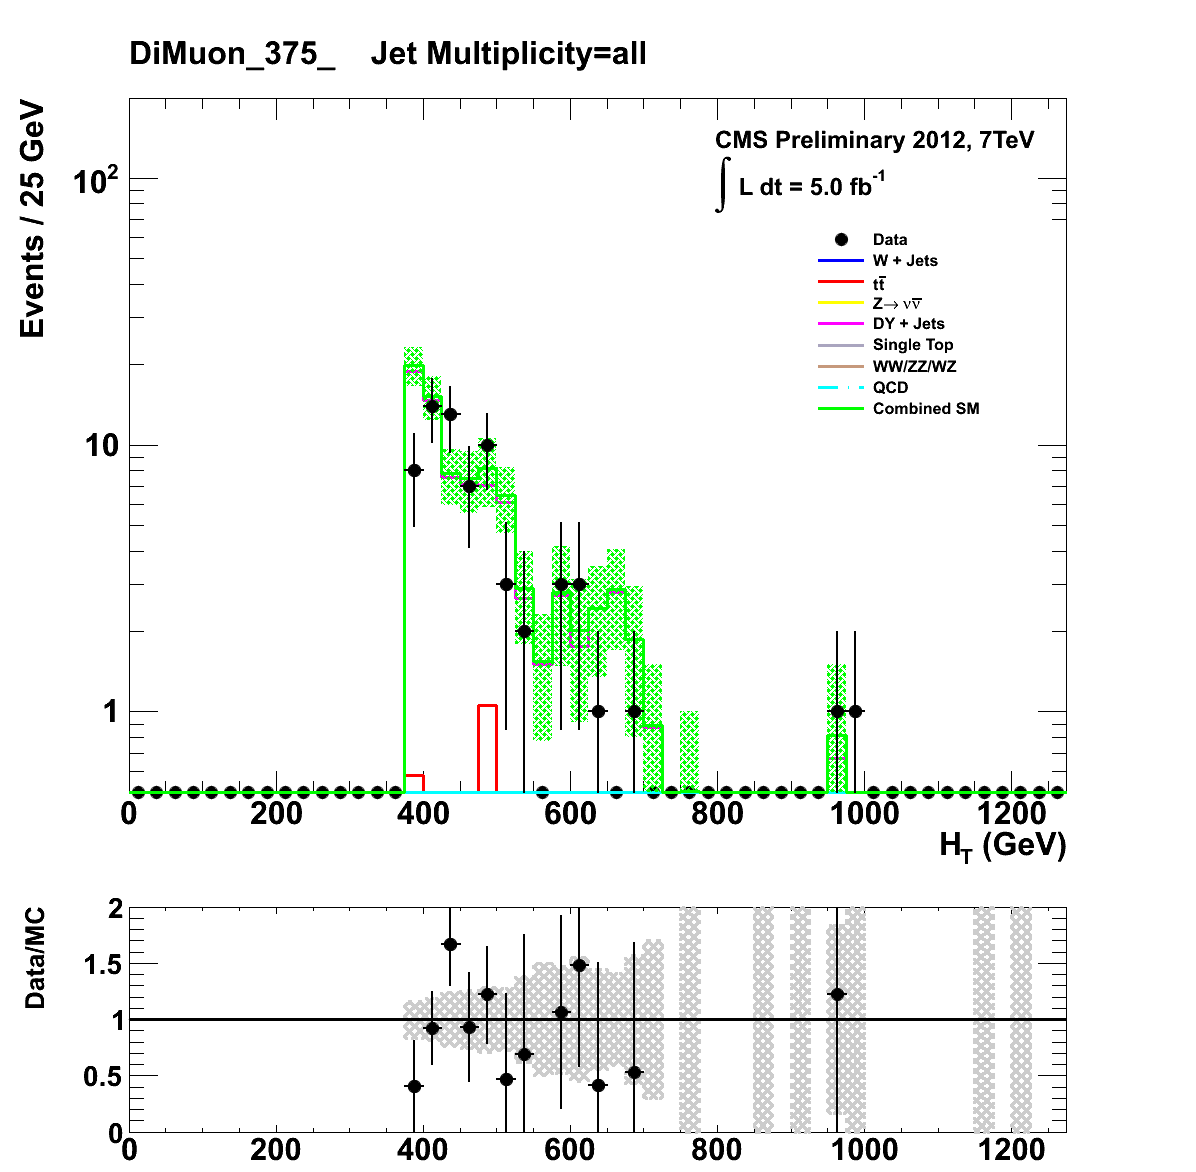 DiMuon_375_ Jet Multiplicity=all
Events / 25 GeV
CMS Preliminary 2012, 7TeV
∫ L dt = 5.0 fb⁻¹
Data
W + Jets
tt̅
Z→ νν̅
DY + Jets
Single Top
WW/ZZ/WZ
QCD
Combined SM
10²
10
1
0 200 400 600 800 1000 1200
H_T (GeV)
Data/MC
2
1.5
1
0.5
0
0 200 400 600 800 1000 1200